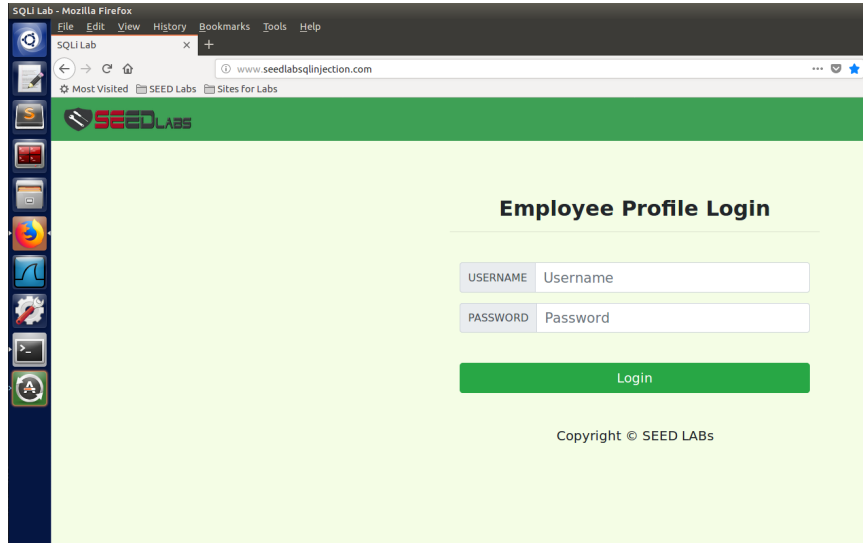 SQLi Lab - Mozilla Firefox
File Edit View History Bookmarks Tools Help
SQLi Lab × +
www.seedlabsqlinjection.com
Most Visited SEED Labs Sites for Labs
SEEDLABS
Employee Profile Login
USERNAME Username
PASSWORD Password
Login
Copyright © SEED LABs